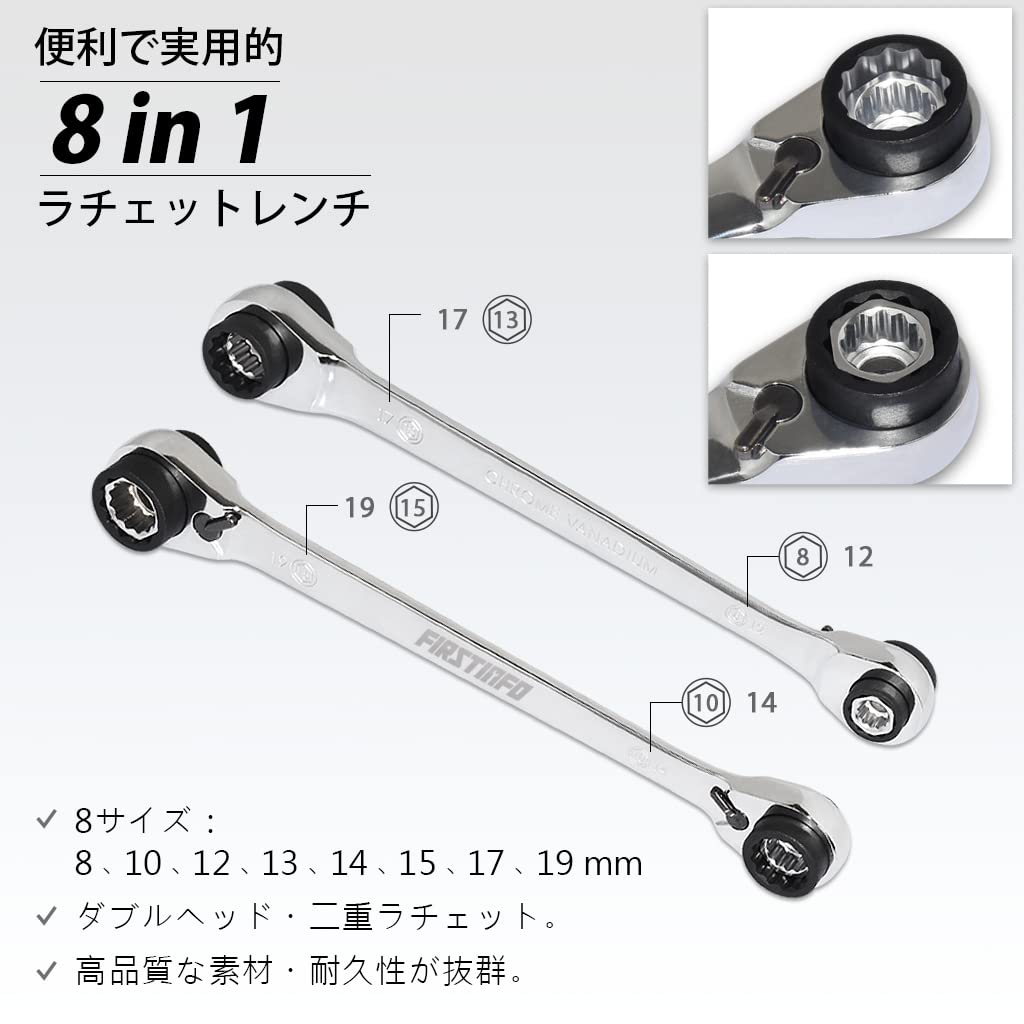 便利で実用的
8 in 1
ラチェットレンチ
17 13
17 13
CHROME VANADIUM
19 15
19
8 12
FIRSTINFO
10 14
8サイズ：
8、10、12、13、14、15、17、19 mm
ダブルヘッド・二重ラチェット。
高品質な素材・耐久性が抜群。